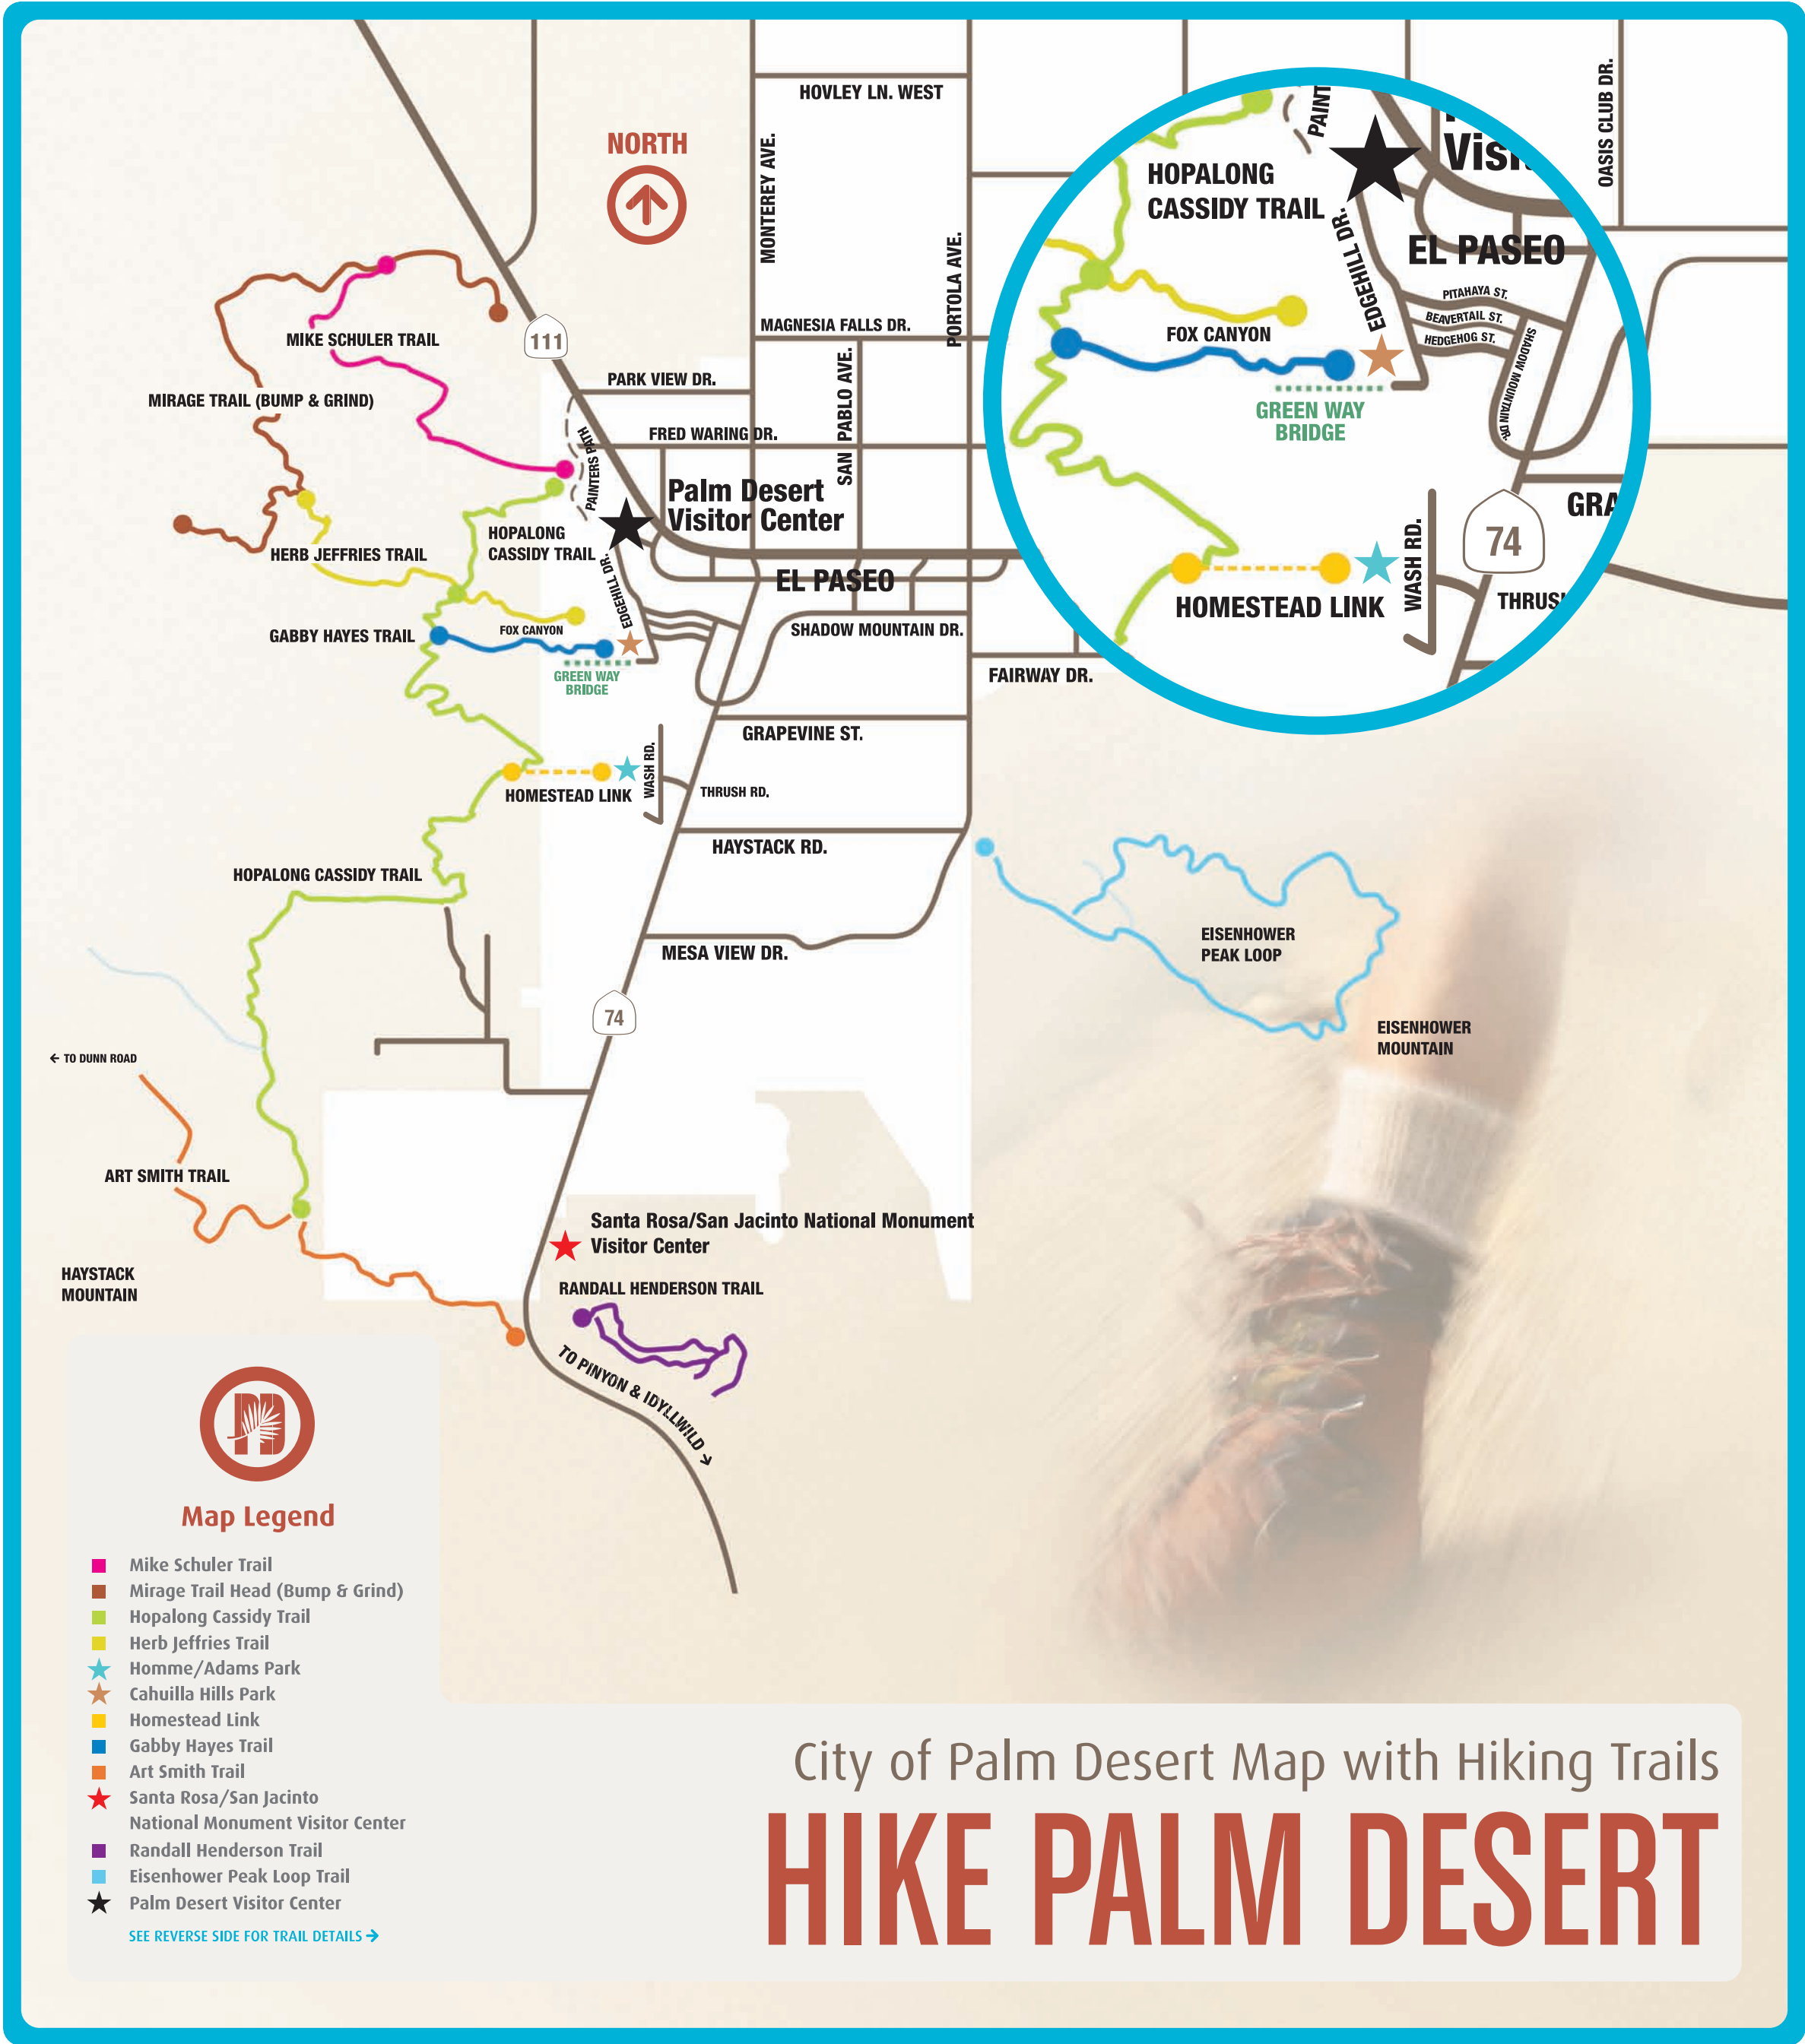 HOVLEY LN. WEST
NORTH
MONTEREY AVE.
PORTOLA AVE.
OASIS CLUB DR.
PAINT
Visi
HOPALONG
CASSIDY TRAIL
EDGEHILL DR.
EL PASEO
PITAHAYA ST.
BEAVERTAIL ST.
HEDGEHOG ST.
SHADOW MOUNTAIN DR.
FOX CANYON
GREEN WAY
BRIDGE
WASH RD.
74
GRA
THRUS
HOMESTEAD LINK
MIKE SCHULER TRAIL
111
MAGNESIA FALLS DR.
SAN PABLO AVE.
PARK VIEW DR.
MIRAGE TRAIL (BUMP & GRIND)
FRED WARING DR.
PAINTERS PATH
Palm Desert
Visitor Center
HOPALONG
CASSIDY TRAIL
HERB JEFFRIES TRAIL
EDGEHILL DR.
EL PASEO
GABBY HAYES TRAIL
FOX CANYON
SHADOW MOUNTAIN DR.
GREEN WAY
BRIDGE
FAIRWAY DR.
GRAPEVINE ST.
WASH RD.
THRUSH RD.
HOMESTEAD LINK
HAYSTACK RD.
HOPALONG CASSIDY TRAIL
MESA VIEW DR.
EISENHOWER
PEAK LOOP
74
EISENHOWER
MOUNTAIN
← TO DUNN ROAD
ART SMITH TRAIL
Santa Rosa/San Jacinto National Monument
Visitor Center
HAYSTACK
MOUNTAIN
RANDALL HENDERSON TRAIL
TO PINYON & IDYLLWILD →
Map Legend
Mike Schuler Trail
Mirage Trail Head (Bump & Grind)
Hopalong Cassidy Trail
Herb Jeffries Trail
Homme/Adams Park
Cahuilla Hills Park
Homestead Link
Gabby Hayes Trail
Art Smith Trail
Santa Rosa/San Jacinto
National Monument Visitor Center
Randall Henderson Trail
Eisenhower Peak Loop Trail
Palm Desert Visitor Center
SEE REVERSE SIDE FOR TRAIL DETAILS →
City of Palm Desert Map with Hiking Trails
HIKE PALM DESERT